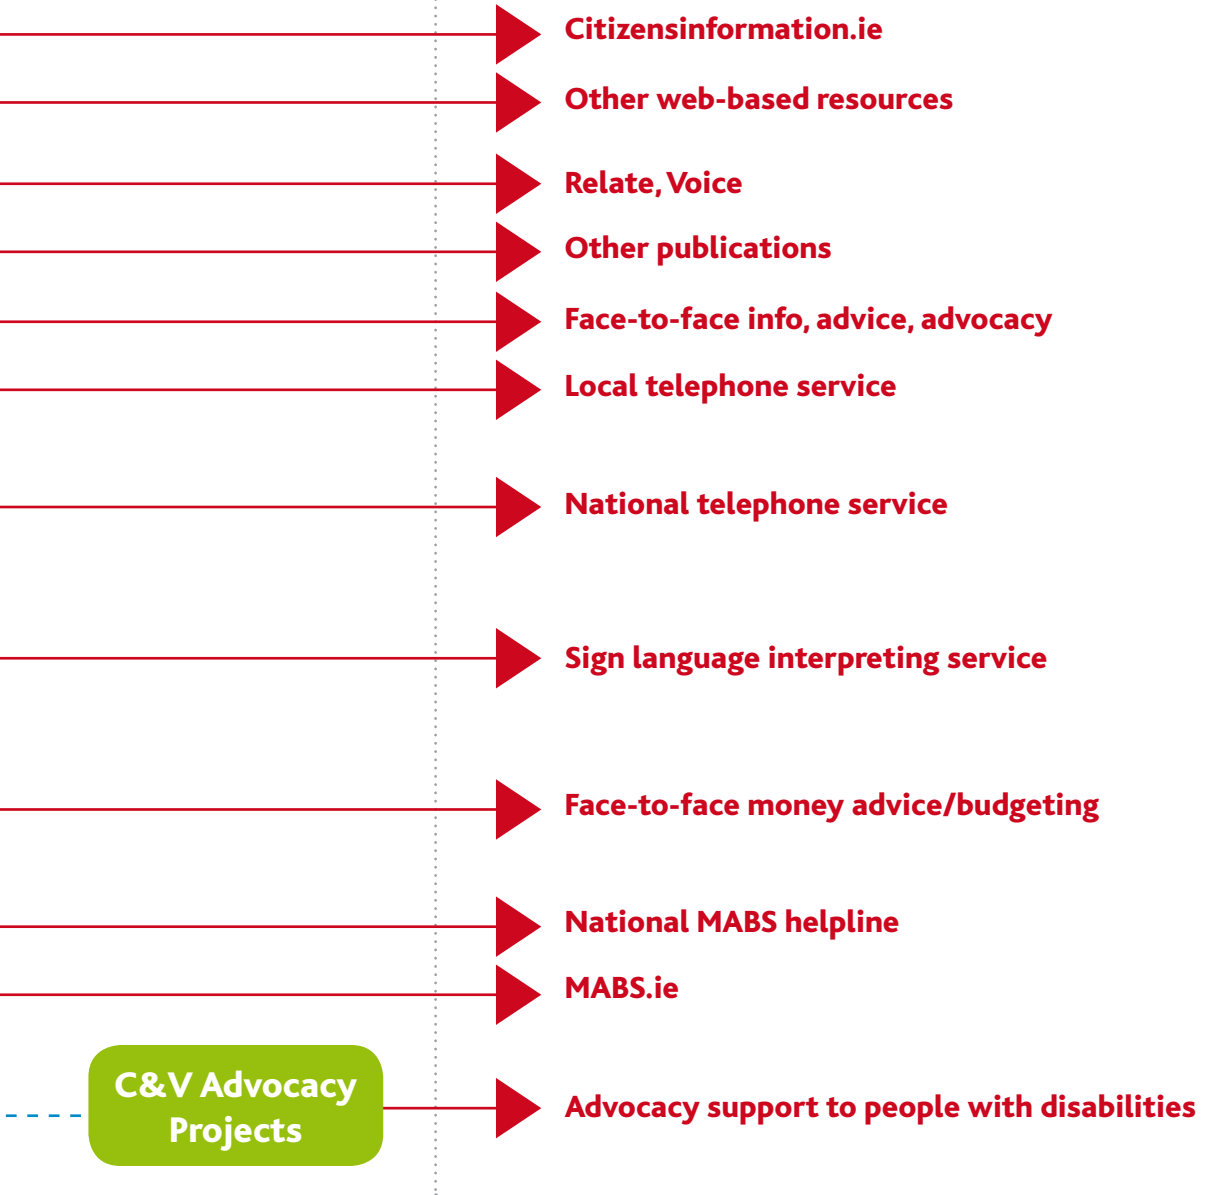 Citizensinformation.ie
Other web-based resources
Relate, Voice
Other publications
Face-to-face info, advice, advocacy
Local telephone service
National telephone service
Sign language interpreting service
Face-to-face money advice/budgeting
National MABS helpline
MABS.ie
C&V Advocacy
Projects
Advocacy support to people with disabilities